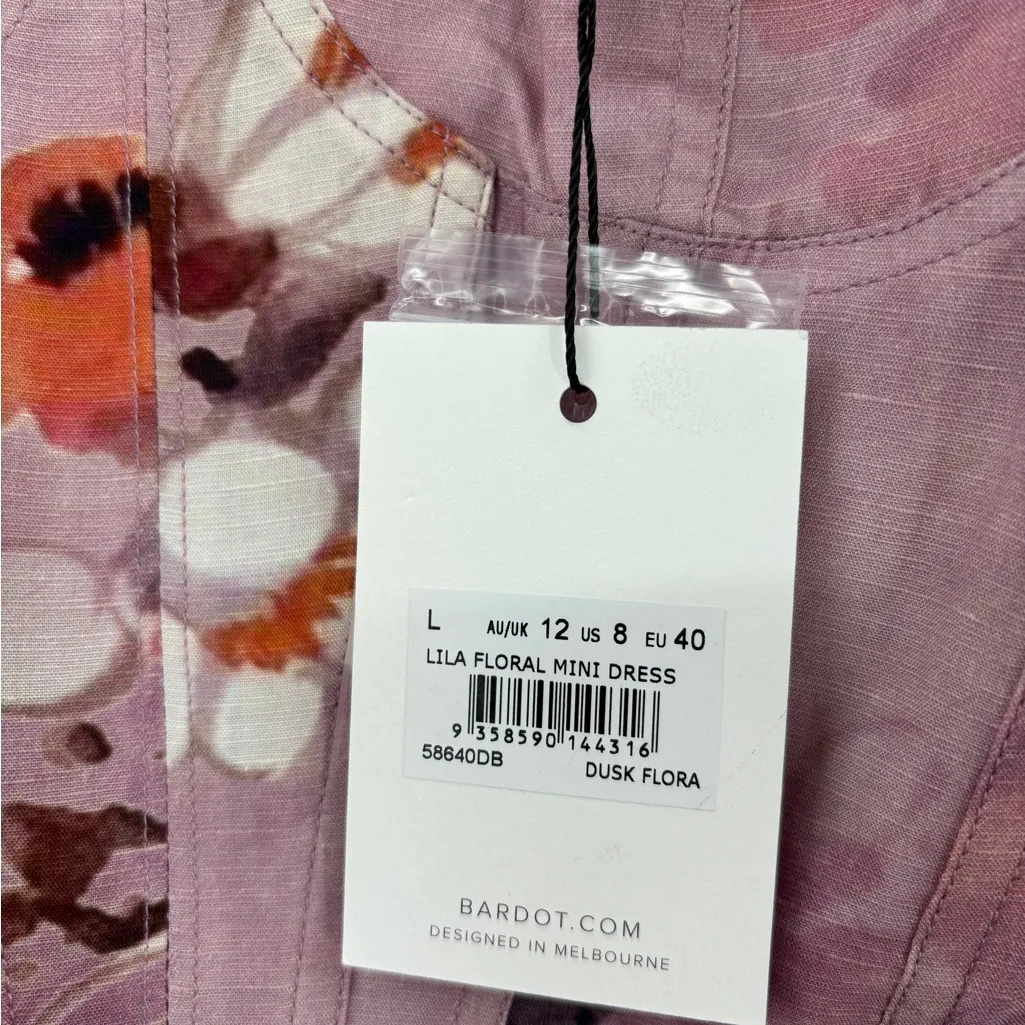 L AU/UK 12 US 8 EU 40
LILA FLORAL MINI DRESS
9 358590 144316
58640DB DUSK FLORA
BARDOT.COM
DESIGNED IN MELBOURNE